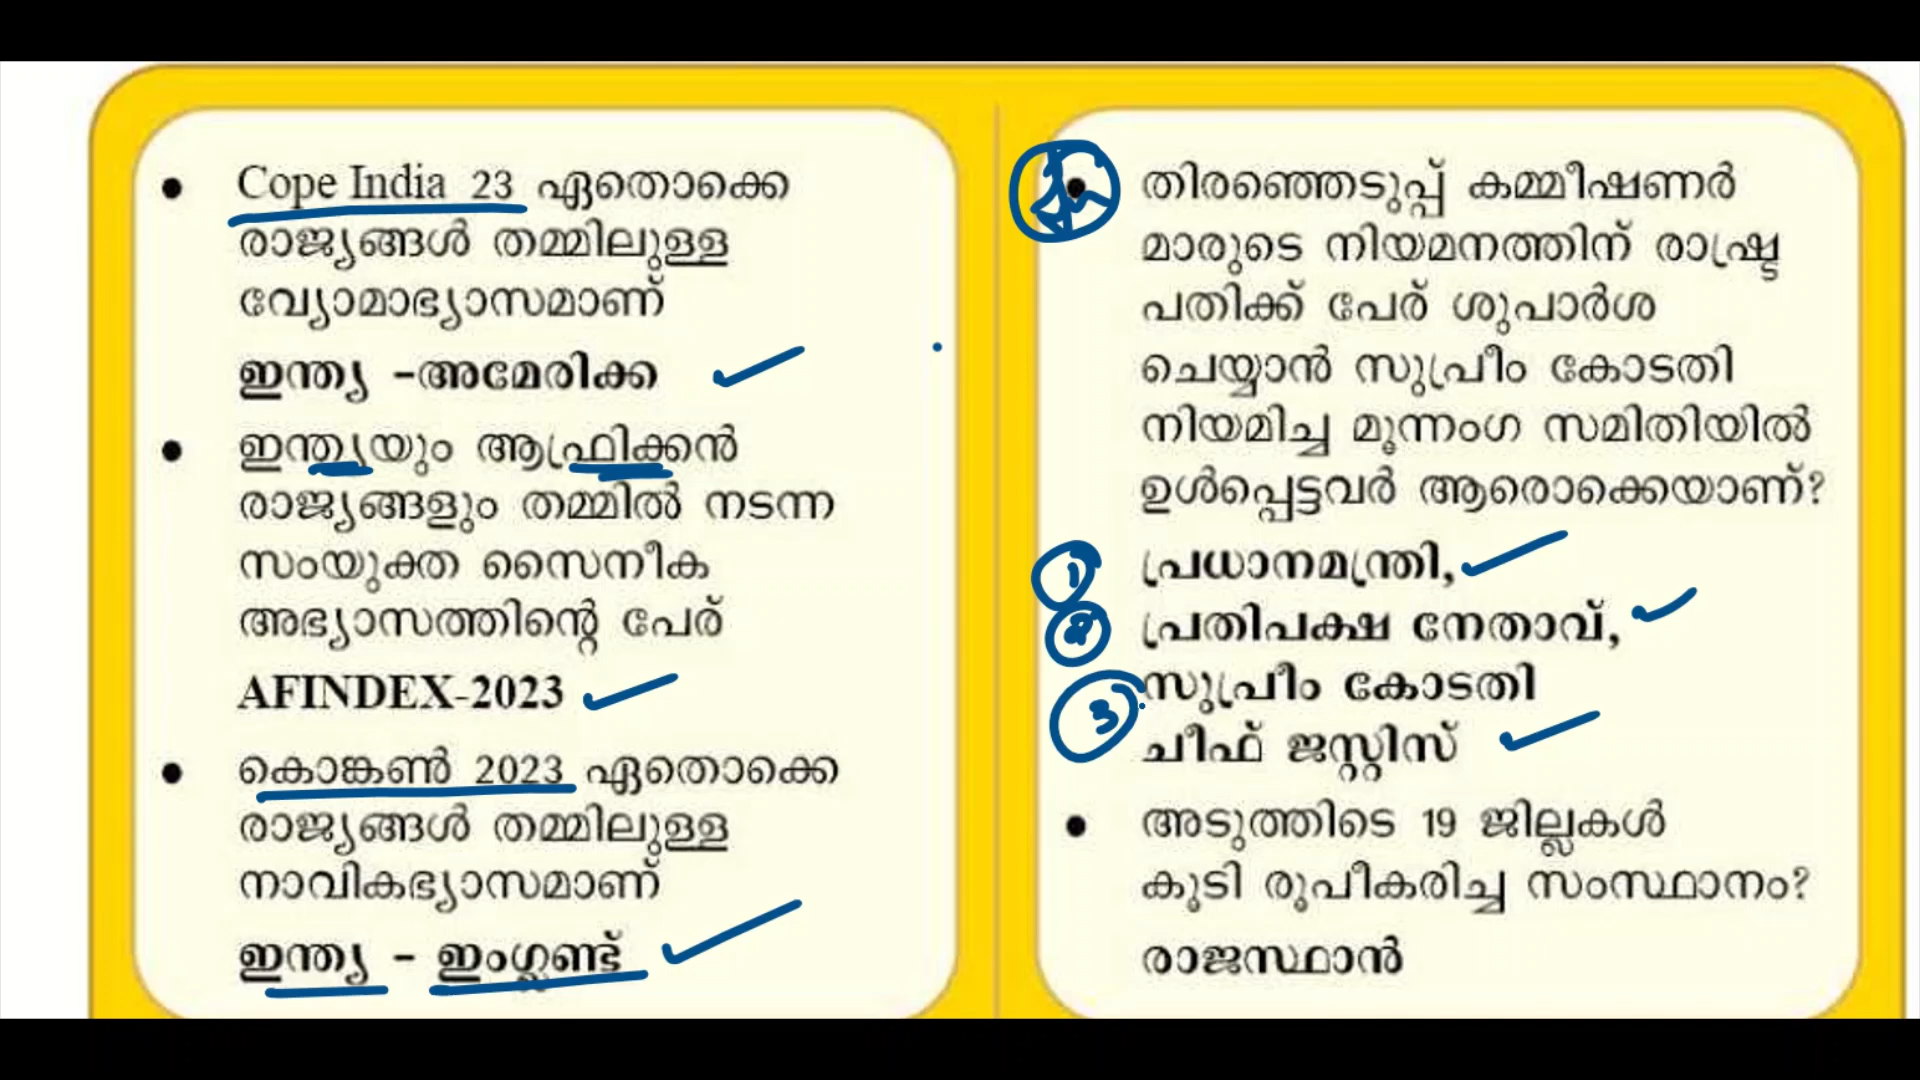 Cope India 23 ഏതൊക്കെ
രാജ്യങ്ങൾ തമ്മിലുള്ള
വ്യോമാഭ്യാസമാണ്
ഇന്ത്യ -അമേരിക്ക
ഇന്ത്യയും ആഫ്രിക്കൻ
രാജ്യങ്ങളും തമ്മിൽ നടന്ന
സംയുക്ത സൈനീക
അഭ്യാസത്തിന്റെ പേര്
AFINDEX-2023
കൊങ്കൺ 2023 ഏതൊക്കെ
രാജ്യങ്ങൾ തമ്മിലുള്ള
നാവികഭ്യാസമാണ്
ഇന്ത്യ - ഇംഗ്ലണ്ട്
തിരഞ്ഞെടുപ്പ് കമ്മീഷണർ
മാരുടെ നിയമനത്തിന് രാഷ്ട്ര
പതിക്ക് പേര് ശുപാർശ
ചെയ്യാൻ സുപ്രീം കോടതി
നിയമിച്ച മൂന്നംഗ സമിതിയിൽ
ഉൾപ്പെട്ടവർ ആരൊക്കെയാണ്?
1 പ്രധാനമന്ത്രി,
2 പ്രതിപക്ഷ നേതാവ്,
3 സുപ്രീം കോടതി
ചീഫ് ജസ്റ്റിസ്
അടുത്തിടെ 19 ജില്ലകൾ
കൂടി രൂപീകരിച്ച സംസ്ഥാനം?
രാജസ്ഥാൻ